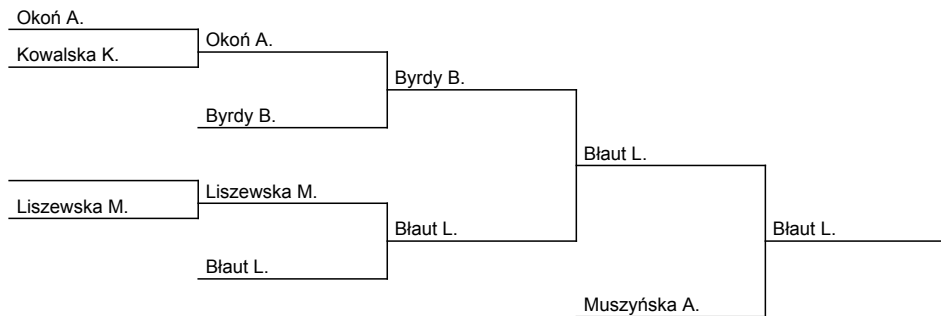 Okoń A.
Kowalska K.
Okoń A.
Byrdy B.
Byrdy B.
Liszewska M.
Liszewska M.
Błaut L.
Błaut L.
Błaut L.
Muszyńska A.
Błaut L.